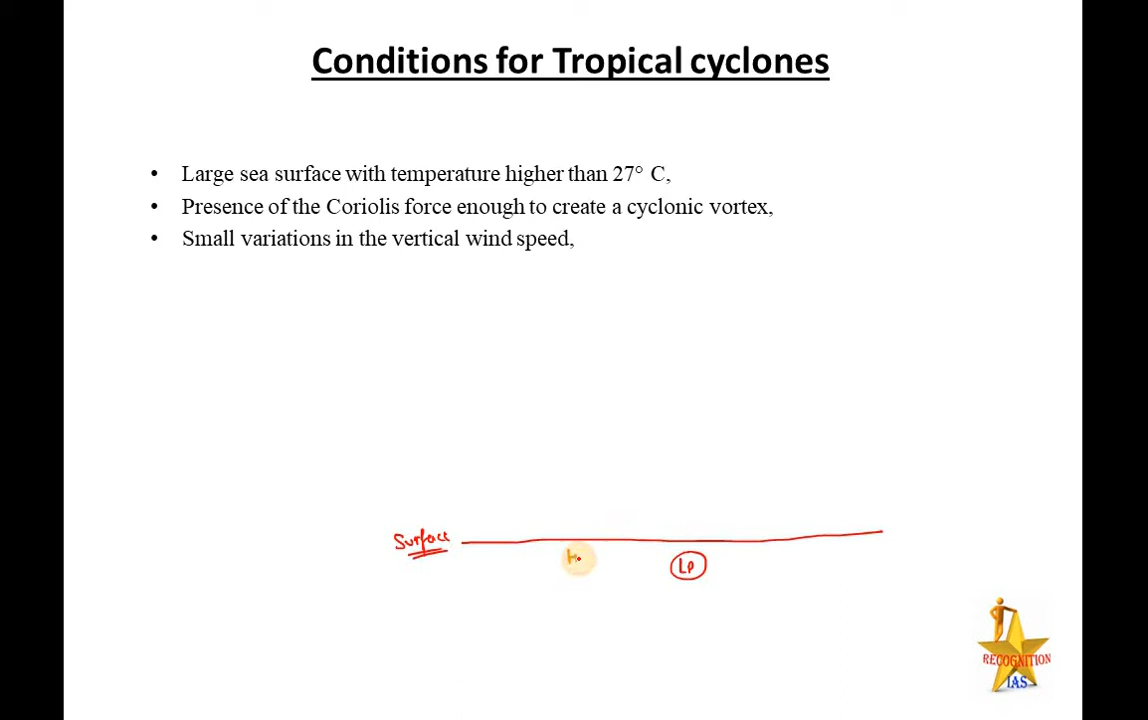 Conditions for Tropical cyclones
• Large sea surface with temperature higher than 27° C,
• Presence of the Coriolis force enough to create a cyclonic vortex,
• Small variations in the vertical wind speed,
Surface
LP
RECOGNITION
IAS